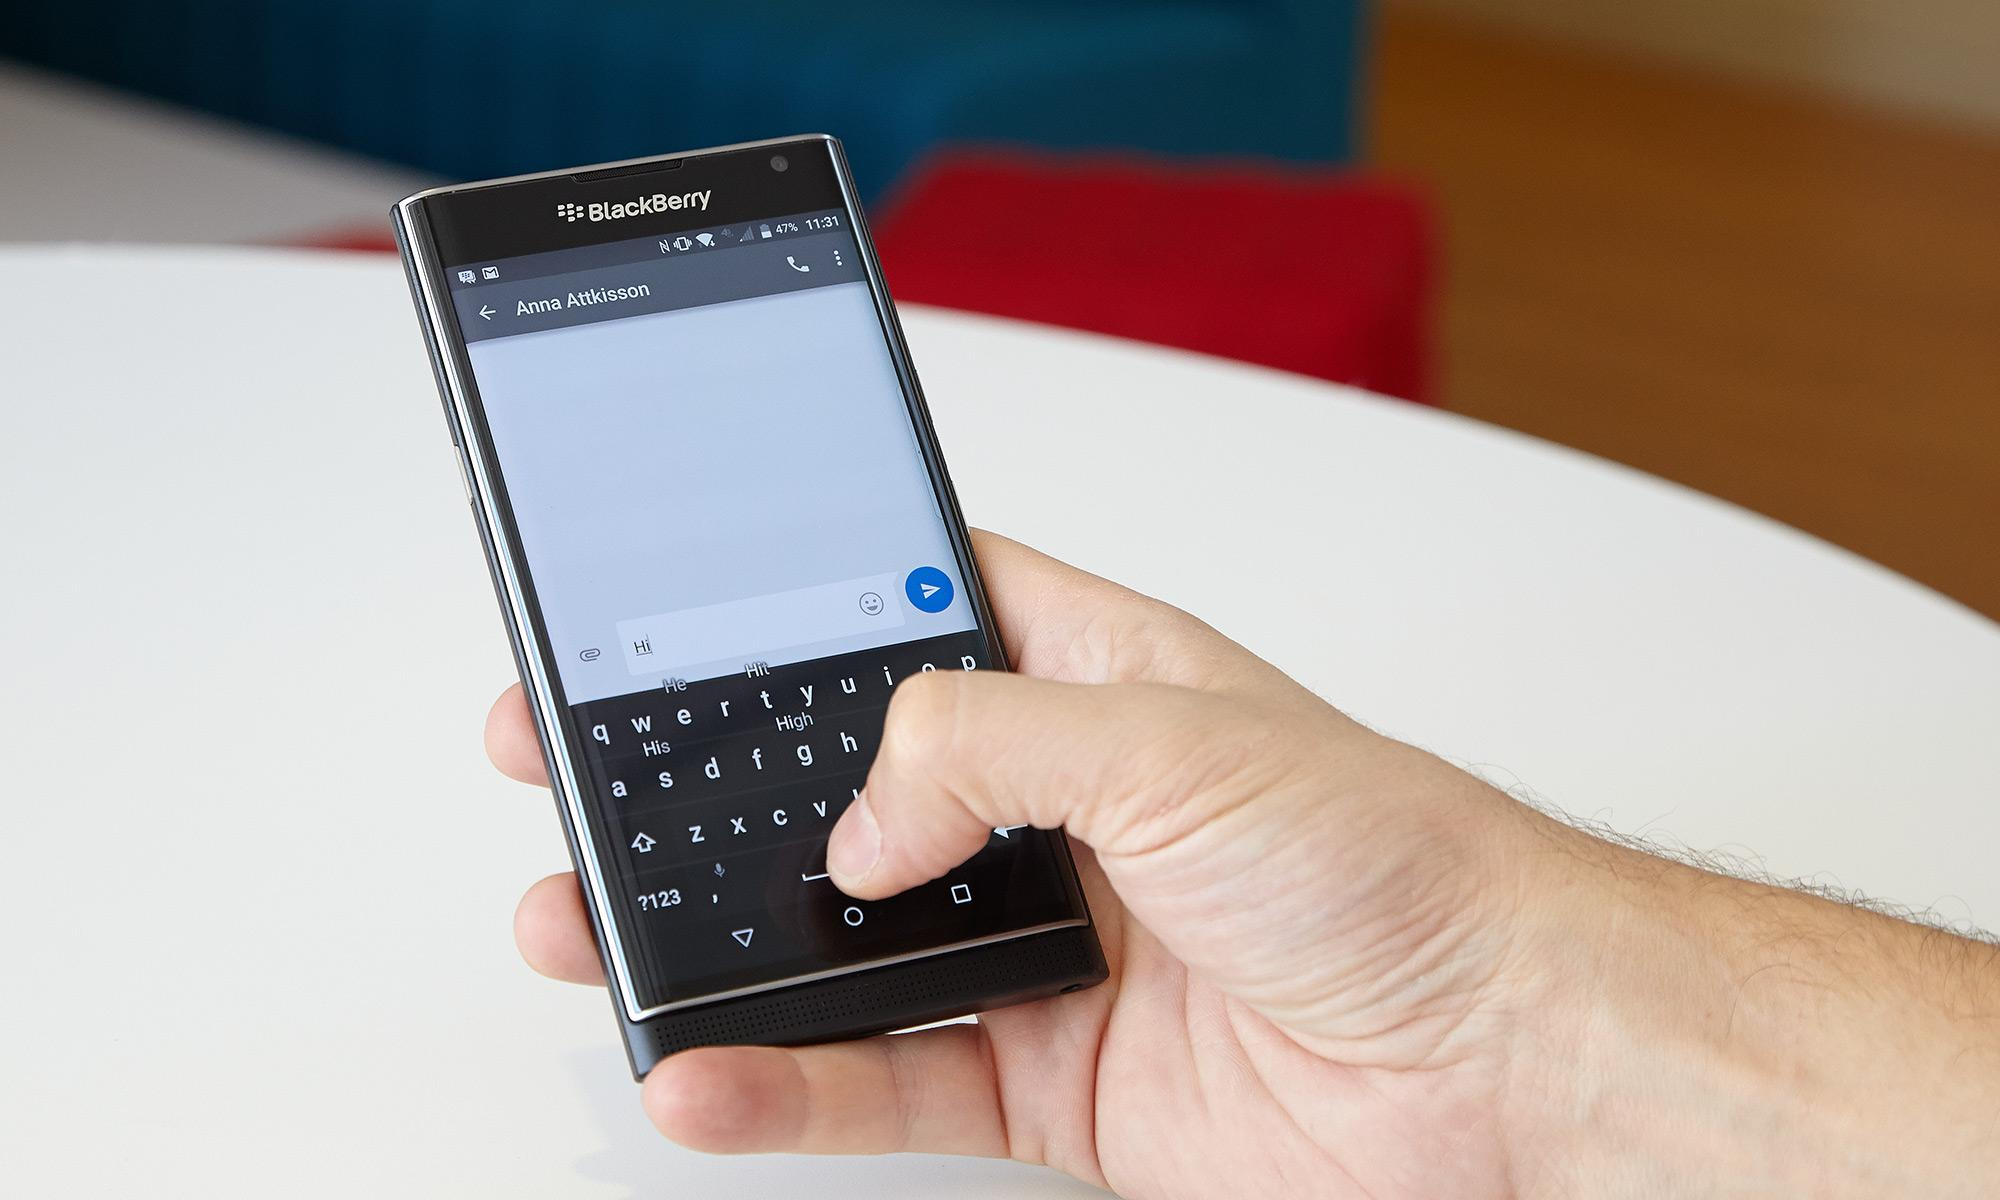 BlackBerry
47% 11:31
Anna Attkisson
Hi
He Hit
q w e r t y u i o p
His High
a s d f g h
z x c v
?123 ,